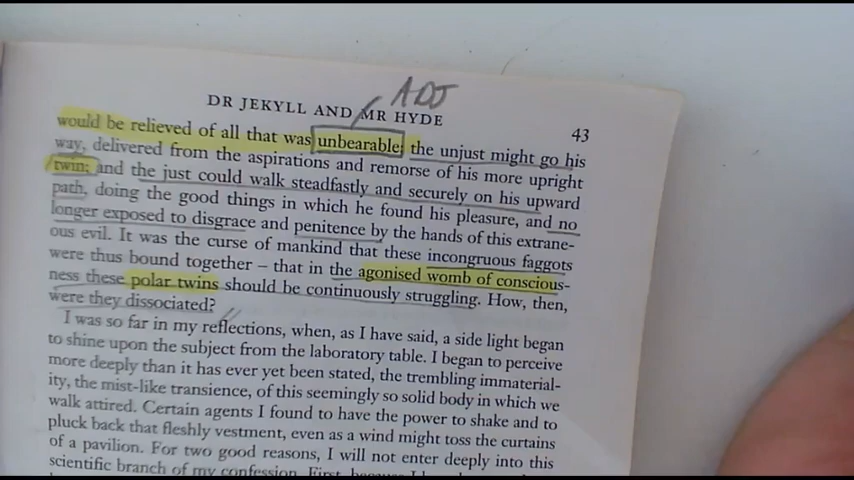 ADJ
DR JEKYLL AND MR HYDE
43
would be relieved of all that was unbearable; the unjust might go his
way, delivered from the aspirations and remorse of his more upright
twin; and the just could walk steadfastly and securely on his upward
path, doing the good things in which he found his pleasure, and no
longer exposed to disgrace and penitence by the hands of this extrane-
ous evil. It was the curse of mankind that these incongruous faggots
were thus bound together – that in the agonised womb of conscious-
ness these polar twins should be continuously struggling. How, then,
were they dissociated?
I was so far in my reflections, when, as I have said, a side light began
to shine upon the subject from the laboratory table. I began to perceive
more deeply than it has ever yet been stated, the trembling immaterial-
ity, the mist-like transience, of this seemingly so solid body in which we
walk attired. Certain agents I found to have the power to shake and to
pluck back that fleshly vestment, even as a wind might toss the curtains
of a pavilion. For two good reasons, I will not enter deeply into this
scientific branch of my confession. First, because I